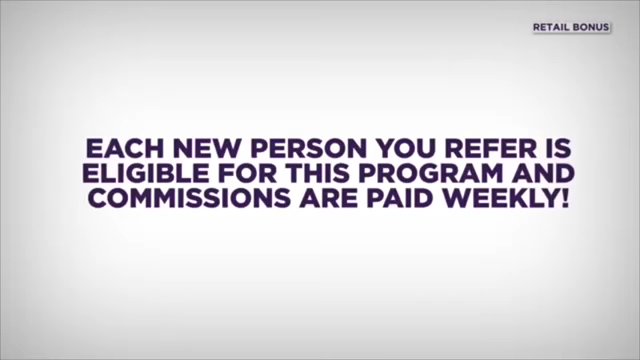 RETAIL BONUS
EACH NEW PERSON YOU REFER IS
ELIGIBLE FOR THIS PROGRAM AND
COMMISSIONS ARE PAID WEEKLY!